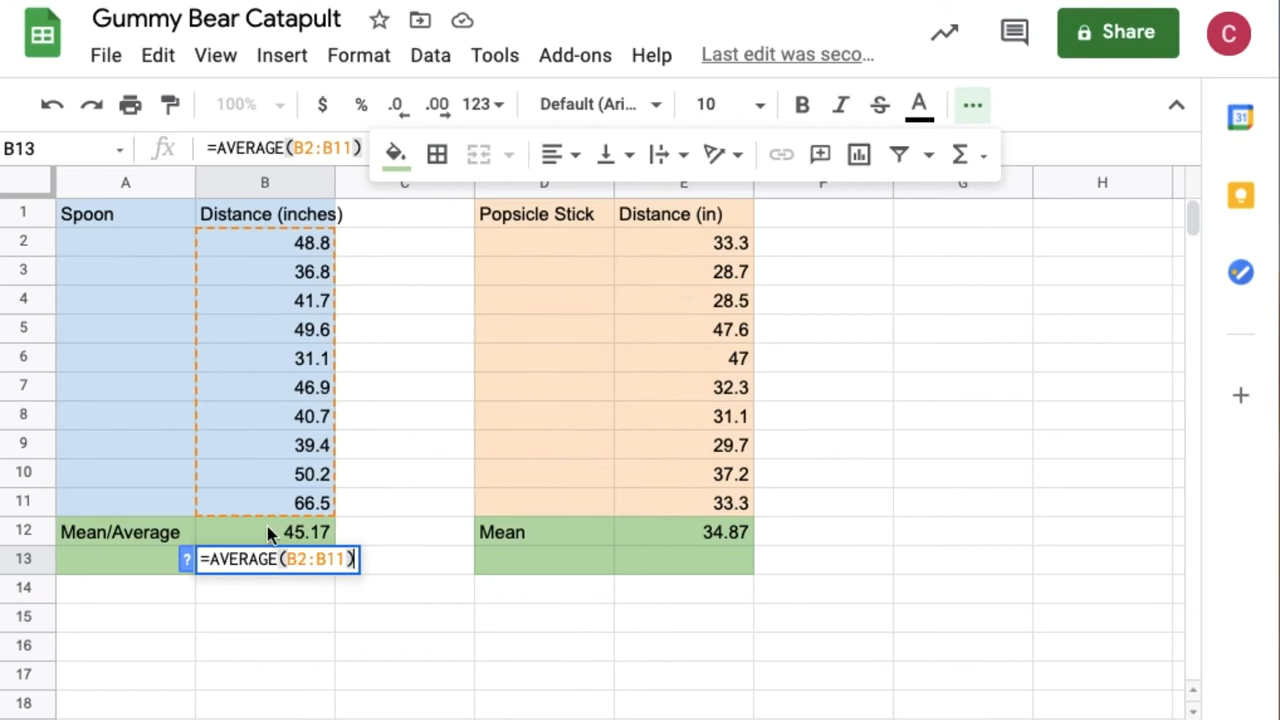 Gummy Bear Catapult
File Edit View Insert Format Data Tools Add-ons Help Last edit was seco...
Share
C
100% $ % .0 .00 123 Default (Ari... 10 B I S A
31
B13 fx =AVERAGE(B2:B11)
A B C D E F G H
1 Spoon Distance (inches) Popsicle Stick Distance (in)
2 48.8 33.3
3 36.8 28.7
4 41.7 28.5
5 49.6 47.6
6 31.1 47
7 46.9 32.3
8 40.7 31.1
9 39.4 29.7
10 50.2 37.2
11 66.5 33.3
12 Mean/Average 45.17 Mean 34.87
13 ? =AVERAGE(B2:B11)
14
15
16
17
18